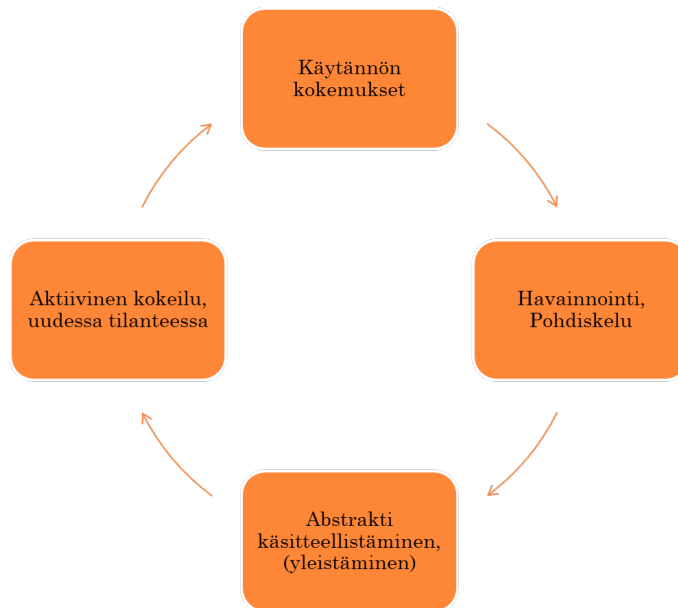 Käytännön
kokemukset
Havainnointi,
Pohdiskelu
Abstrakti
käsitteellistäminen,
(yleistäminen)
Aktiivinen kokeilu,
uudessa tilanteessa